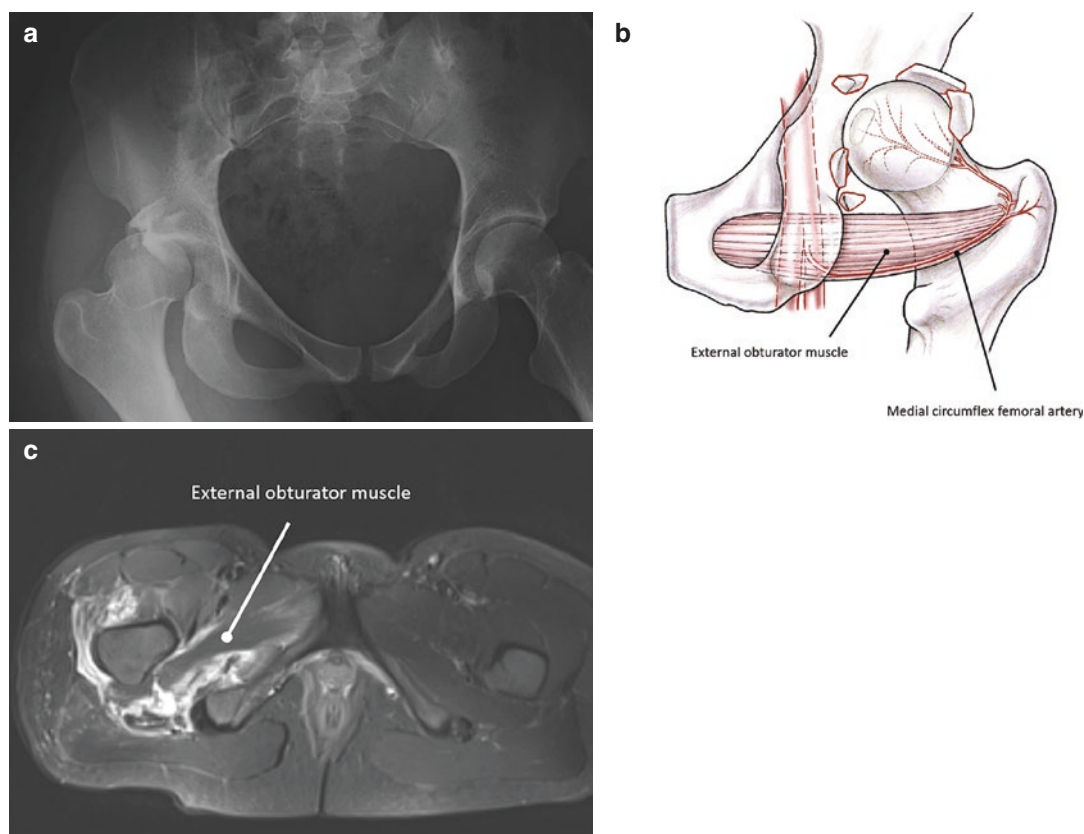 a
b
External obturator muscle
Medial circumflex femoral artery
c
External obturator muscle